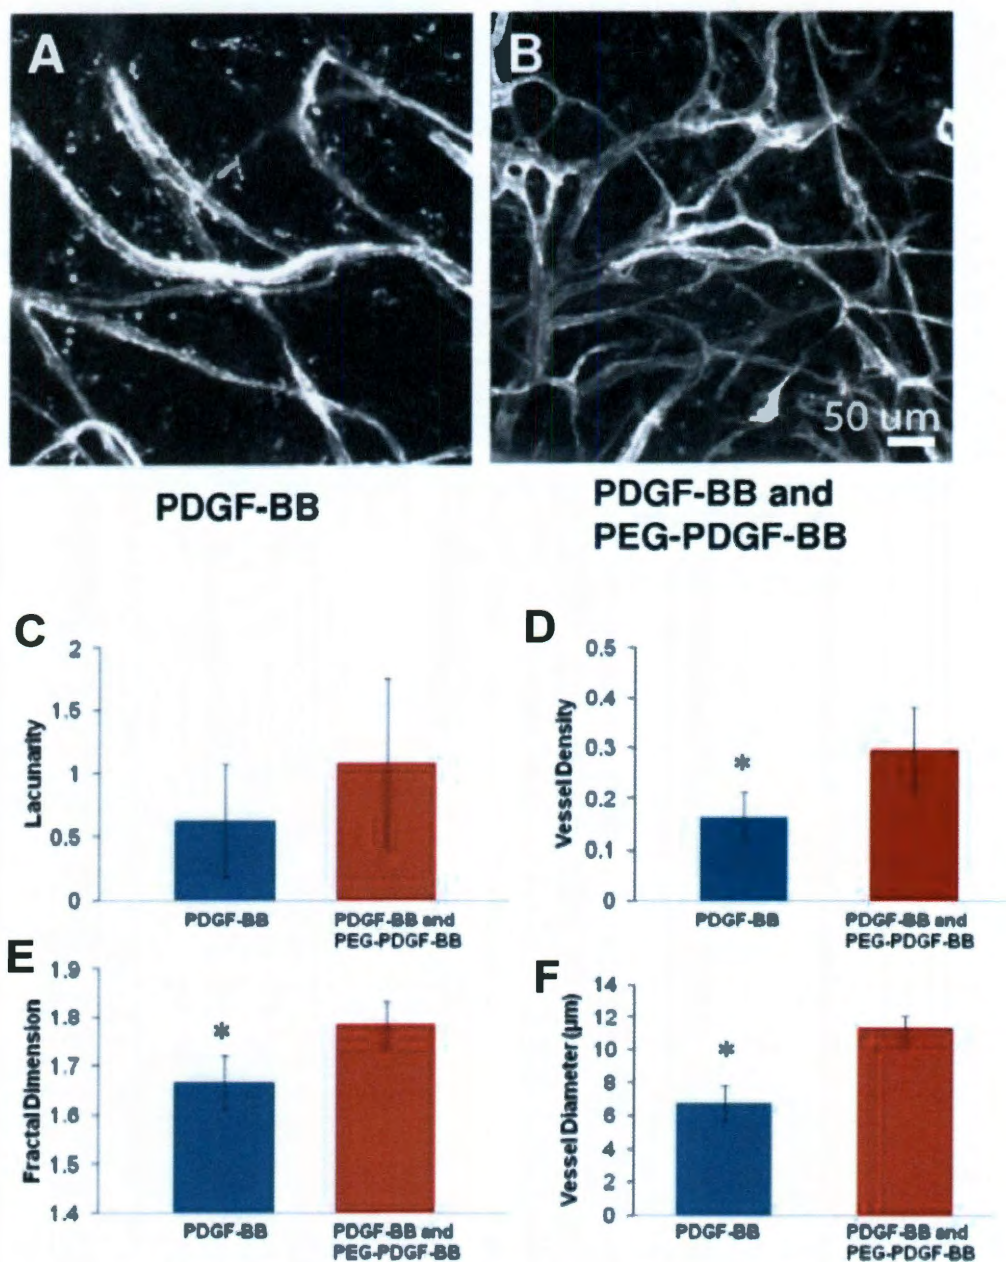 A
B
50 um
PDGF-BB
PDGF-BB and
PEG-PDGF-BB
C
Lacunarity
2
1.5
1
0.5
0
PDGF-BB
PDGF-BB and
PEG-PDGF-BB
D
Vessel Density
0.5
0.4
0.3
0.2
0.1
0
*
PDGF-BB
PDGF-BB and
PEG-PDGF-BB
E
Fractal Dimension
1.9
1.8
1.7
1.6
1.5
1.4
*
PDGF-BB
PDGF-BB and
PEG-PDGF-BB
F
Vessel Diameter (µm)
14
12
10
8
6
4
2
0
*
PDGF-BB
PDGF-BB and
PEG-PDGF-BB